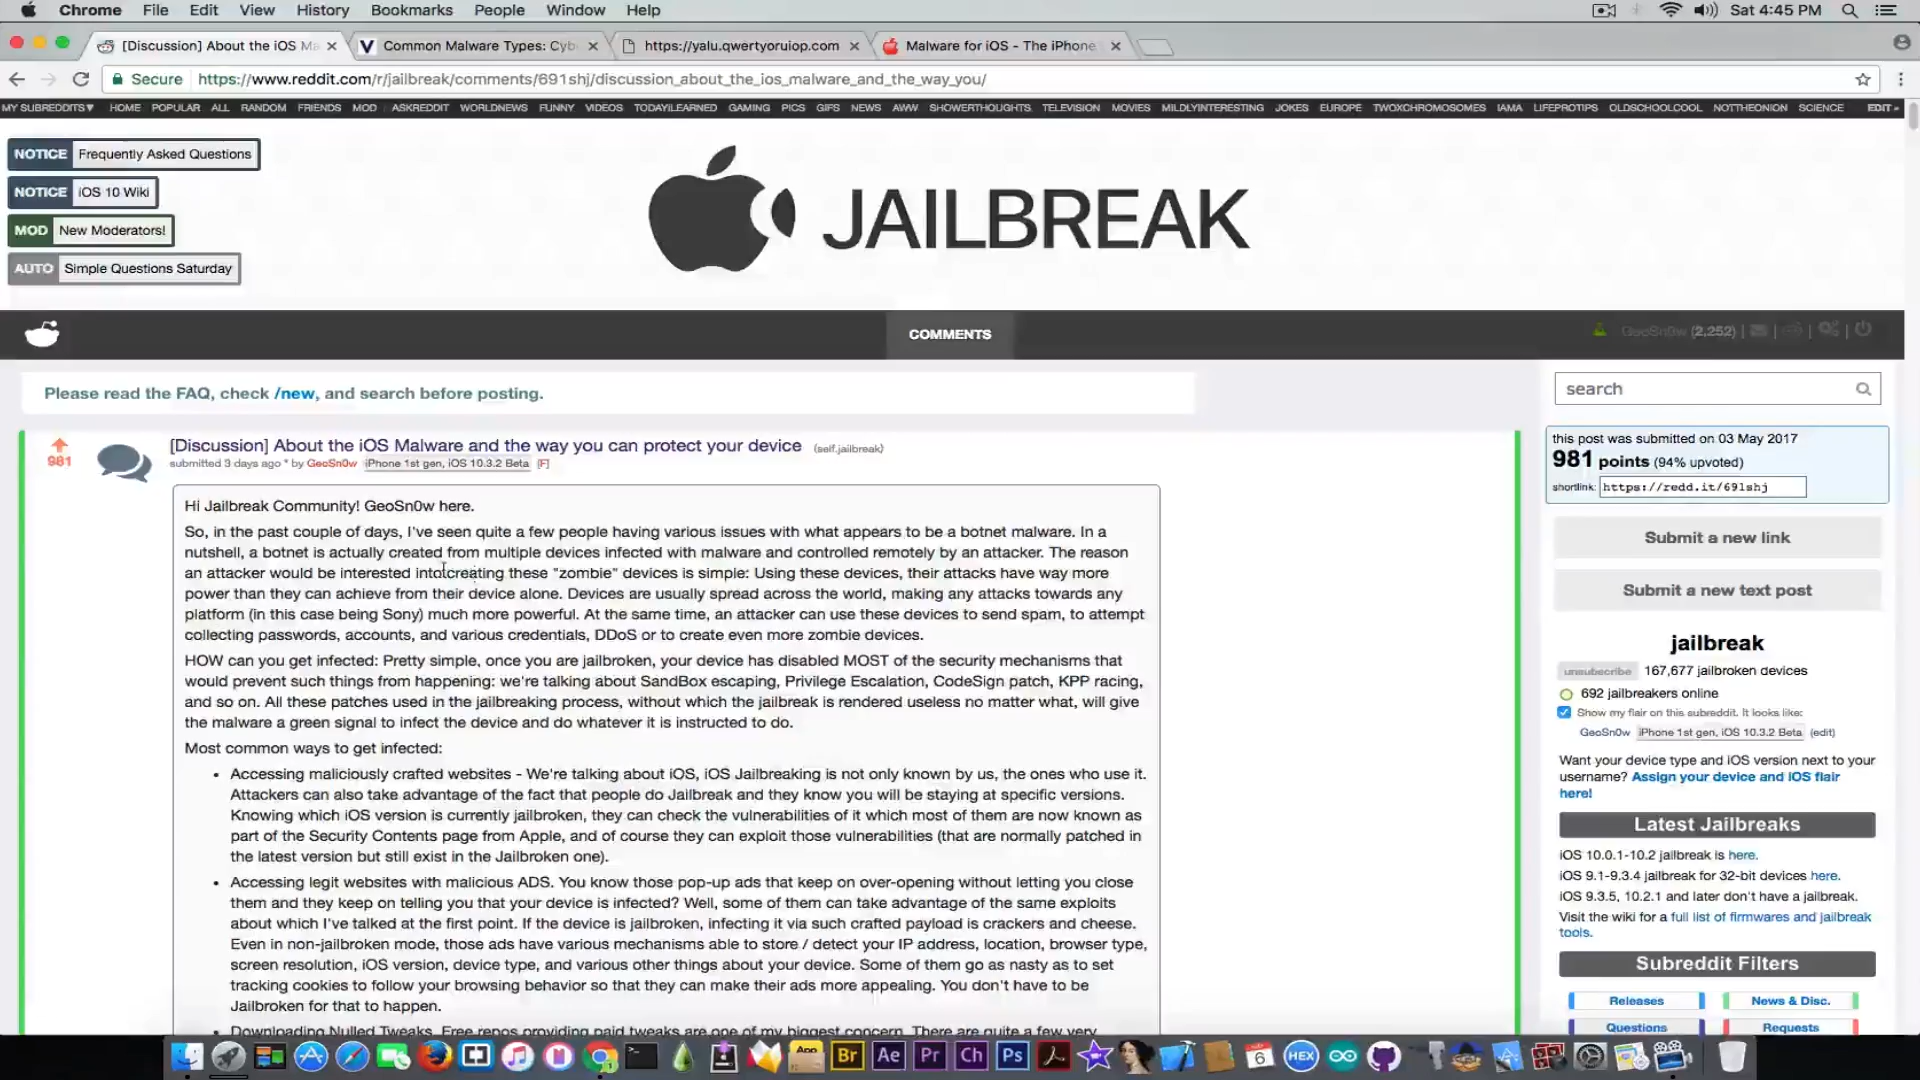 Chrome File Edit View History Bookmarks People Window Help Sat 4:45 PM
[Discussion] About the iOS Ma Common Malware Types: Cyb https://yalu.qwertyoruiop.com Malware for iOS - The iPhone
Secure https://www.reddit.com/r/jailbreak/comments/691shj/discussion_about_the_ios_malware_and_the_way_you/
MY SUBREDDITS HOME POPULAR ALL RANDOM FRIENDS MOD ASKREDDIT WORLDNEWS FUNNY VIDEOS TODAYILEARNED GAMING PICS GIFS NEWS AWW SHOWERTHOUGHTS TELEVISION MOVIES MILDLYINTERESTING JOKES EUROPE TWOXCHROMOSOMES IAMA LIFEPROTIPS OLDSCHOOLCOOL NOTTHEONION SCIENCE EDIT »
NOTICE Frequently Asked Questions
NOTICE iOS 10 Wiki
MOD New Moderators!
AUTO Simple Questions Saturday
JAILBREAK
COMMENTS
GeoSn0w (2,252)
Please read the FAQ, check /new, and search before posting.
981
[Discussion] About the iOS Malware and the way you can protect your device (self.jailbreak)
submitted 3 days ago * by GeoSn0w iPhone 1st gen, iOS 10.3.2 Beta [F]
Hi Jailbreak Community! GeoSn0w here.
So, in the past couple of days, I've seen quite a few people having various issues with what appears to be a botnet malware. In a
nutshell, a botnet is actually created from multiple devices infected with malware and controlled remotely by an attacker. The reason
an attacker would be interested into creating these "zombie" devices is simple: Using these devices, their attacks have way more
power than they can achieve from their device alone. Devices are usually spread across the world, making any attacks towards any
platform (in this case being Sony) much more powerful. At the same time, an attacker can use these devices to send spam, to attempt
collecting passwords, accounts, and various credentials, DDoS or to create even more zombie devices.
HOW can you get infected: Pretty simple, once you are jailbroken, your device has disabled MOST of the security mechanisms that
would prevent such things from happening: we're talking about SandBox escaping, Privilege Escalation, CodeSign patch, KPP racing,
and so on. All these patches used in the jailbreaking process, without which the jailbreak is rendered useless no matter what, will give
the malware a green signal to infect the device and do whatever it is instructed to do.
Most common ways to get infected:
• Accessing maliciously crafted websites - We're talking about iOS, iOS Jailbreaking is not only known by us, the ones who use it.
Attackers can also take advantage of the fact that people do Jailbreak and they know you will be staying at specific versions.
Knowing which iOS version is currently jailbroken, they can check the vulnerabilities of it which most of them are now known as
part of the Security Contents page from Apple, and of course they can exploit those vulnerabilities (that are normally patched in
the latest version but still exist in the Jailbroken one).
• Accessing legit websites with malicious ADS. You know those pop-up ads that keep on over-opening without letting you close
them and they keep on telling you that your device is infected? Well, some of them can take advantage of the same exploits
about which I've talked at the first point. If the device is jailbroken, infecting it via such crafted payload is crackers and cheese.
Even in non-jailbroken mode, those ads have various mechanisms able to store / detect your IP address, location, browser type,
screen resolution, iOS version, device type, and various other things about your device. Some of them go as nasty as to set
tracking cookies to follow your browsing behavior so that they can make their ads more appealing. You don't have to be
Jailbroken for that to happen.
• Downloading Nulled Tweaks. Free repos providing paid tweaks are one of my biggest concern. There are quite a few very
search
this post was submitted on 03 May 2017
981 points (94% upvoted)
shortlink: https://redd.it/691shj
Submit a new link
Submit a new text post
jailbreak
unsubscribe 167,677 jailbroken devices
692 jailbreakers online
Show my flair on this subreddit. It looks like:
GeoSn0w iPhone 1st gen, iOS 10.3.2 Beta (edit)
Want your device type and iOS version next to your
username? Assign your device and iOS flair
here!
Latest Jailbreaks
iOS 10.0.1-10.2 jailbreak is here.
iOS 9.1-9.3.4 jailbreak for 32-bit devices here.
iOS 9.3.5, 10.2.1 and later don't have a jailbreak.
Visit the wiki for a full list of firmwares and jailbreak
tools.
Subreddit Filters
Releases News & Disc.
Questions Requests
App Br Ae Pr Ch Ps 6 HEX